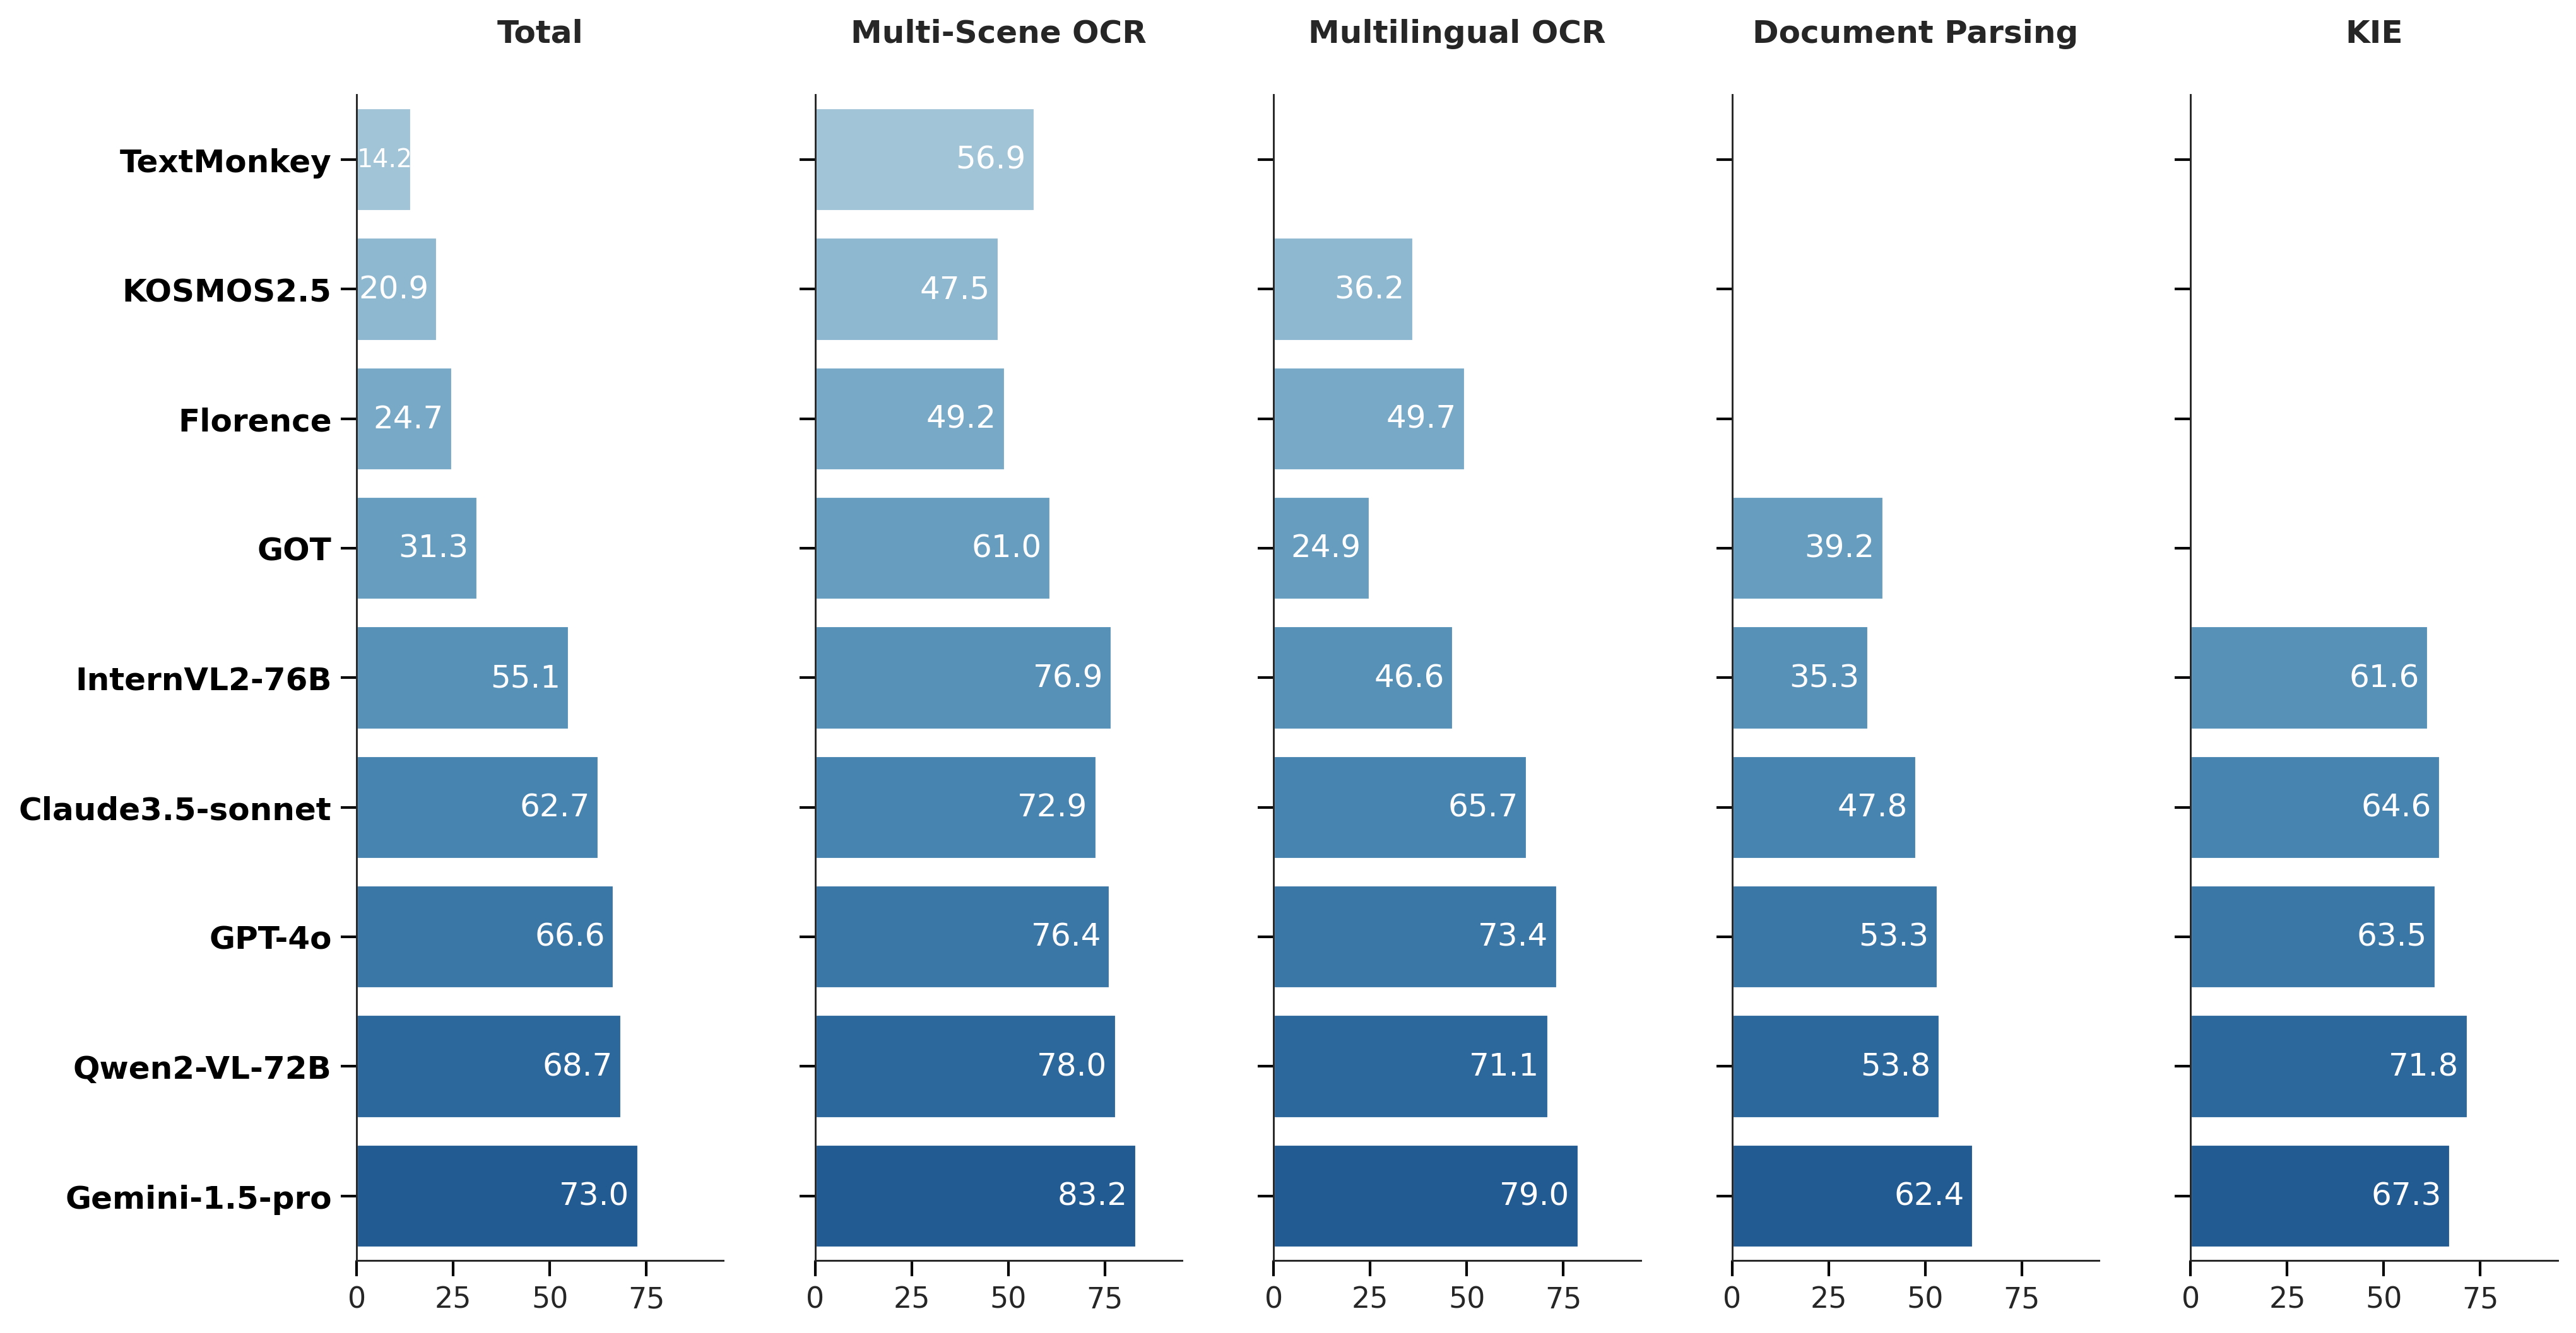 Total Multi-Scene OCR Multilingual OCR Document Parsing KIE
TextMonkey 14.2 56.9
KOSMOS2.5 20.9 47.5 36.2
Florence 24.7 49.2 49.7
GOT 31.3 61.0 24.9 39.2
InternVL2-76B 55.1 76.9 46.6 35.3 61.6
Claude3.5-sonnet 62.7 72.9 65.7 47.8 64.6
GPT-4o 66.6 76.4 73.4 53.3 63.5
Qwen2-VL-72B 68.7 78.0 71.1 53.8 71.8
Gemini-1.5-pro 73.0 83.2 79.0 62.4 67.3
0 25 50 75 0 25 50 75 0 25 50 75 0 25 50 75 0 25 50 75